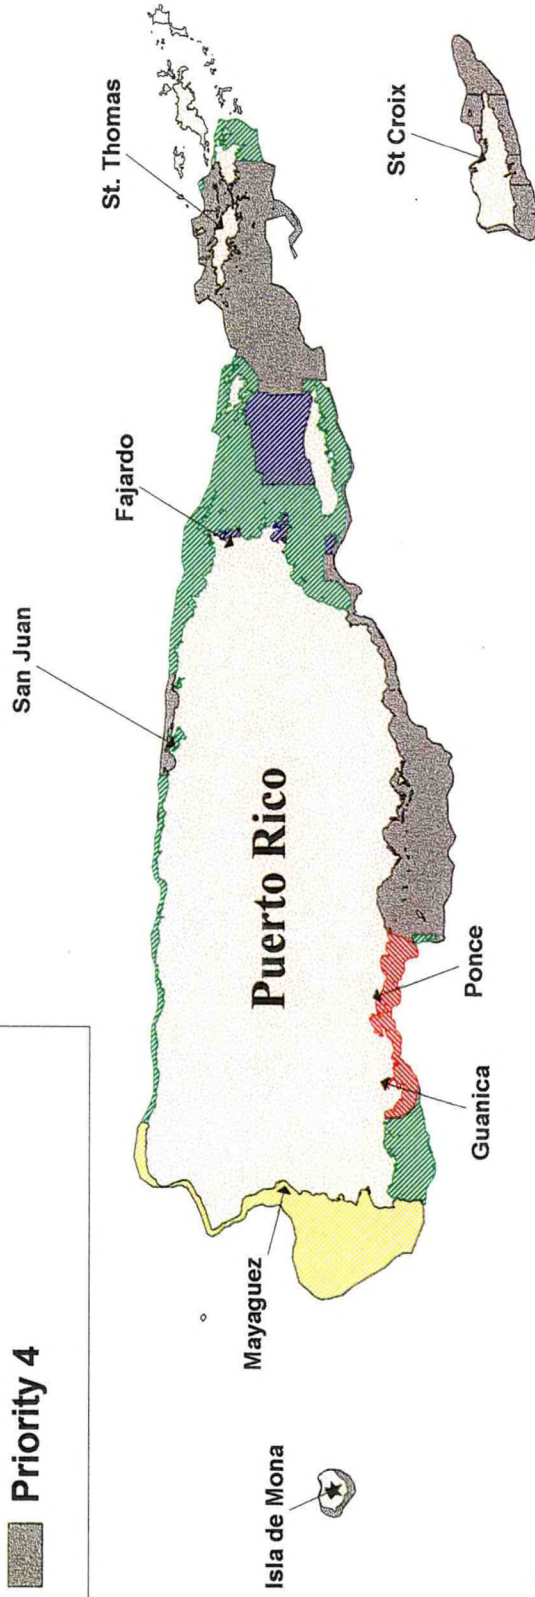 Priority 4
San Juan
Fajardo
St. Thomas
St Croix
Puerto Rico
Mayaguez
Isla de Mona
Guanica
Ponce